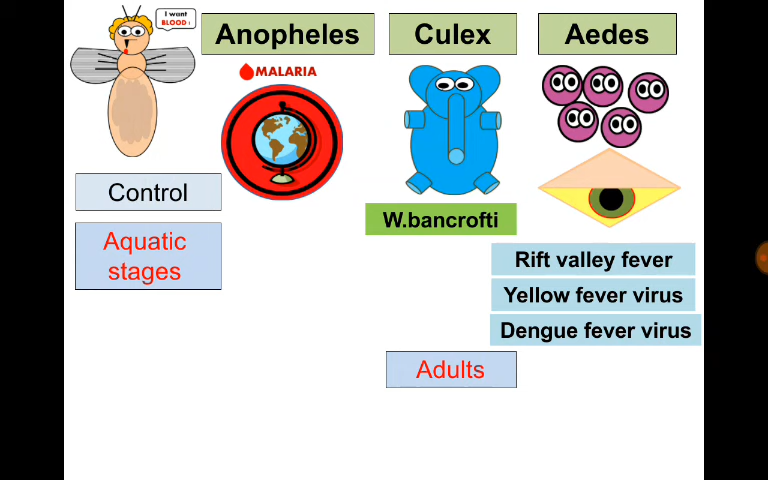 I want
BLOOD !
Anopheles
Culex
Aedes
MALARIA
Control
W.bancrofti
Aquatic
stages
Rift valley fever
Yellow fever virus
Dengue fever virus
Adults